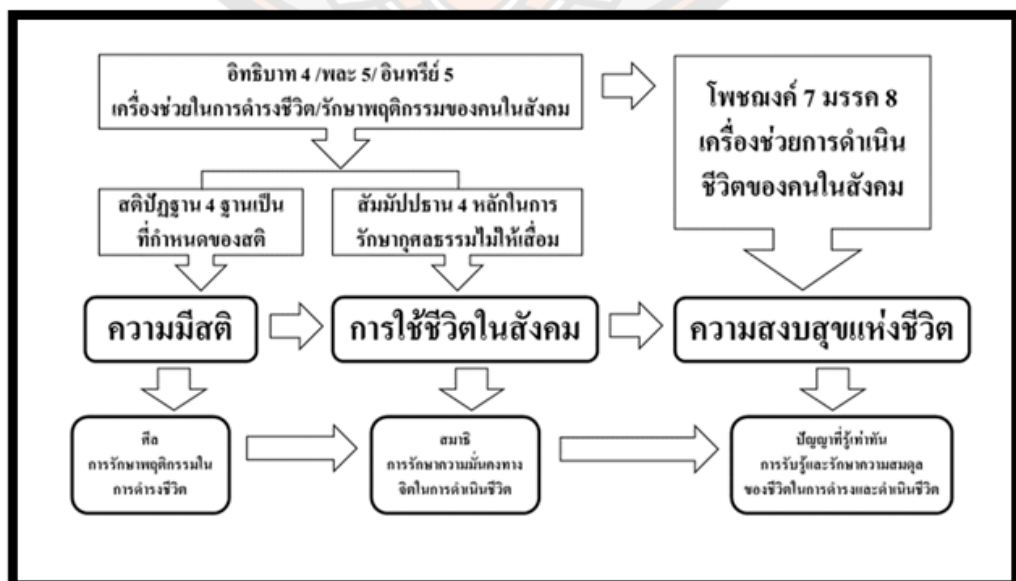 อิทธิบาท 4 /พละ 5/ อินทรีย์ 5
เครื่องช่วยในการดำรงชีวิต/รักษาพฤติกรรมของคนในสังคม
โพชฌงค์ 7 มรรค 8
เครื่องช่วยการดำเนิน
ชีวิตของคนในสังคม
สติปัฏฐาน 4 ฐานเป็น
ที่กำหนดของสติ
สัมมัปปธาน 4 หลักในการ
รักษากุศลธรรมไม่ให้เสื่อม
ความมีสติ
การใช้ชีวิตในสังคม
ความสงบสุขแห่งชีวิต
ศีล
การรักษาพฤติกรรมใน
การดำรงชีวิต
สมาธิ
การรักษาความมั่นคงทาง
จิตในการดำเนินชีวิต
ปัญญาที่รู้เท่าทัน
การรับรู้และรักษาความสมดุล
ของชีวิตในการดำรงและดำเนินชีวิต